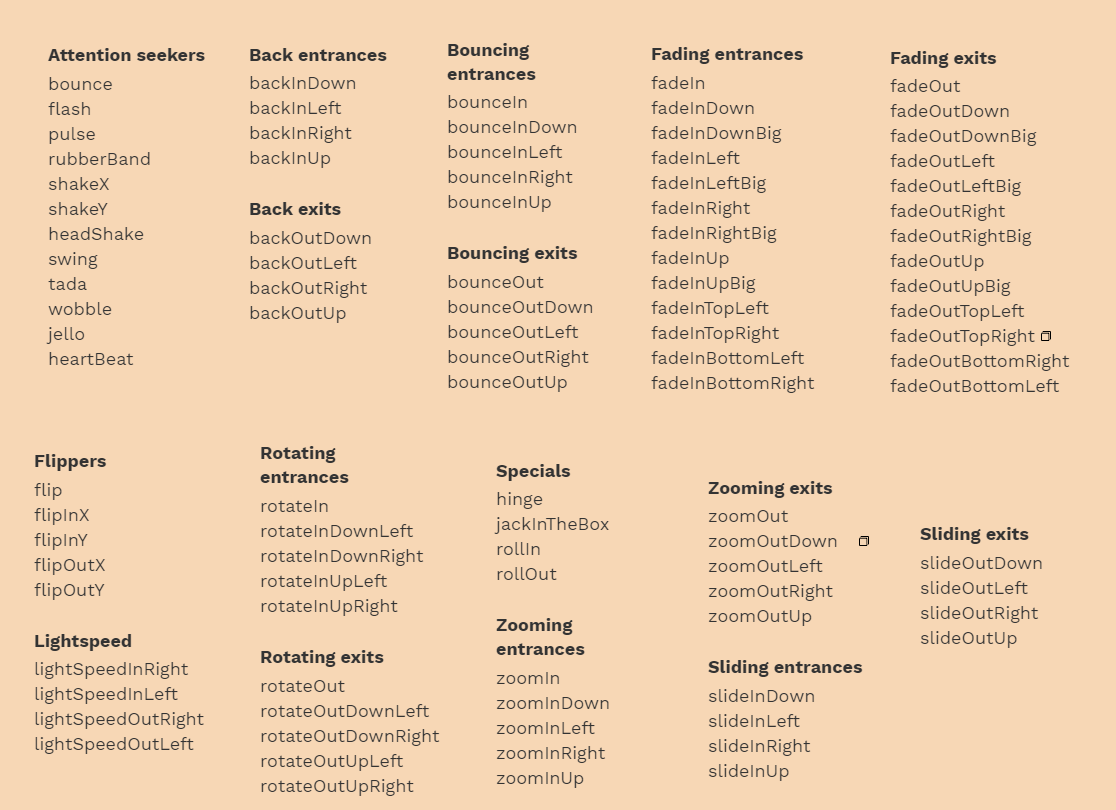 Attention seekers
bounce
flash
pulse
rubberBand
shakeX
shakeY
headShake
swing
tada
wobble
jello
heartBeat
Back entrances
backInDown
backInLeft
backInRight
backInUp
Back exits
backOutDown
backOutLeft
backOutRight
backOutUp
Bouncing
entrances
bounceIn
bounceInDown
bounceInLeft
bounceInRight
bounceInUp
Bouncing exits
bounceOut
bounceOutDown
bounceOutLeft
bounceOutRight
bounceOutUp
Fading entrances
fadeIn
fadeInDown
fadeInDownBig
fadeInLeft
fadeInLeftBig
fadeInRight
fadeInRightBig
fadeInUp
fadeInUpBig
fadeInTopLeft
fadeInTopRight
fadeInBottomLeft
fadeInBottomRight
Fading exits
fadeOut
fadeOutDown
fadeOutDownBig
fadeOutLeft
fadeOutLeftBig
fadeOutRight
fadeOutRightBig
fadeOutUp
fadeOutUpBig
fadeOutTopLeft
fadeOutTopRight
fadeOutBottomRight
fadeOutBottomLeft
Flippers
flip
flipInX
flipInY
flipOutX
flipOutY
Lightspeed
lightSpeedInRight
lightSpeedInLeft
lightSpeedOutRight
lightSpeedOutLeft
Rotating
entrances
rotateIn
rotateInDownLeft
rotateInDownRight
rotateInUpLeft
rotateInUpRight
Rotating exits
rotateOut
rotateOutDownLeft
rotateOutDownRight
rotateOutUpLeft
rotateOutUpRight
Specials
hinge
jackInTheBox
rollIn
rollOut
Zooming
entrances
zoomIn
zoomInDown
zoomInLeft
zoomInRight
zoomInUp
Zooming exits
zoomOut
zoomOutDown
zoomOutLeft
zoomOutRight
zoomOutUp
Sliding entrances
slideInDown
slideInLeft
slideInRight
slideInUp
Sliding exits
slideOutDown
slideOutLeft
slideOutRight
slideOutUp